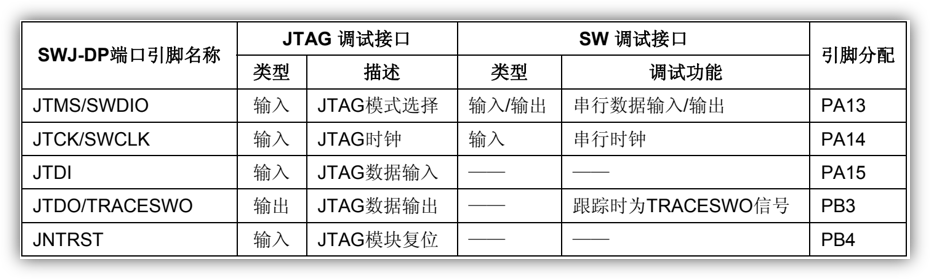 SWJ-DP端口引脚名称 JTAG 调试接口 SW 调试接口 引脚分配
类型 描述 类型 调试功能
JTMS/SWDIO 输入 JTAG模式选择 输入/输出 串行数据输入/输出 PA13
JTCK/SWCLK 输入 JTAG时钟 输入 串行时钟 PA14
JTDI 输入 JTAG数据输入 —— —— PA15
JTDO/TRACESWO 输出 JTAG数据输出 —— 跟踪时为TRACESWO信号 PB3
JNTRST 输入 JTAG模块复位 —— —— PB4